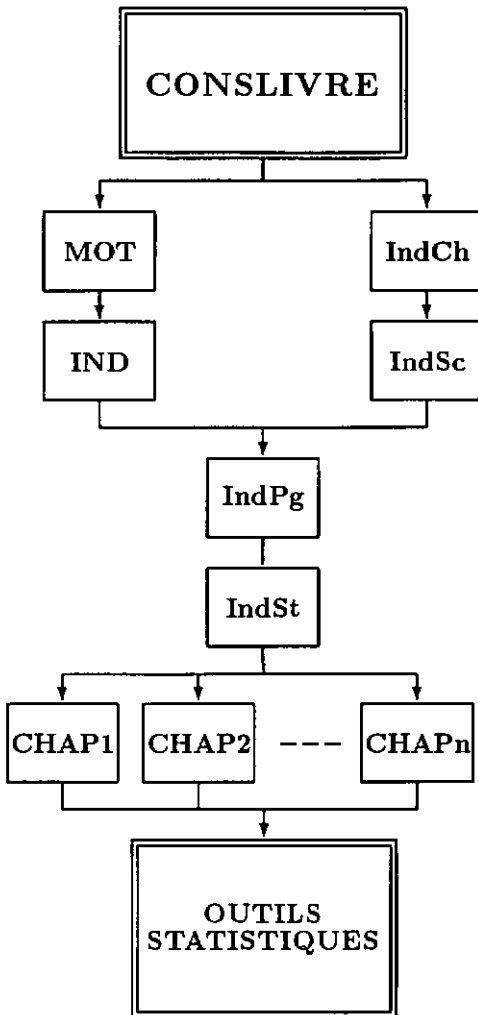 CONSLIVRE
MOT
IndCh
IND
IndSc
IndPg
IndSt
CHAP1
CHAP2
CHAPn
OUTILS
STATISTIQUES